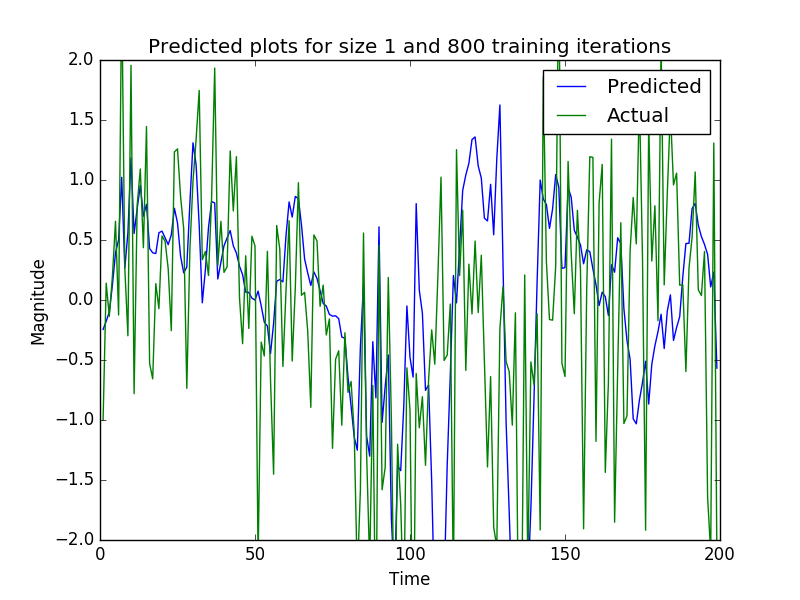 Predicted plots for size 1 and 800 training iterations
2.0
1.5
1.0
0.5
0.0
−0.5
−1.0
−1.5
−2.0
Magnitude
Predicted
Actual
0 50 100 150 200
Time